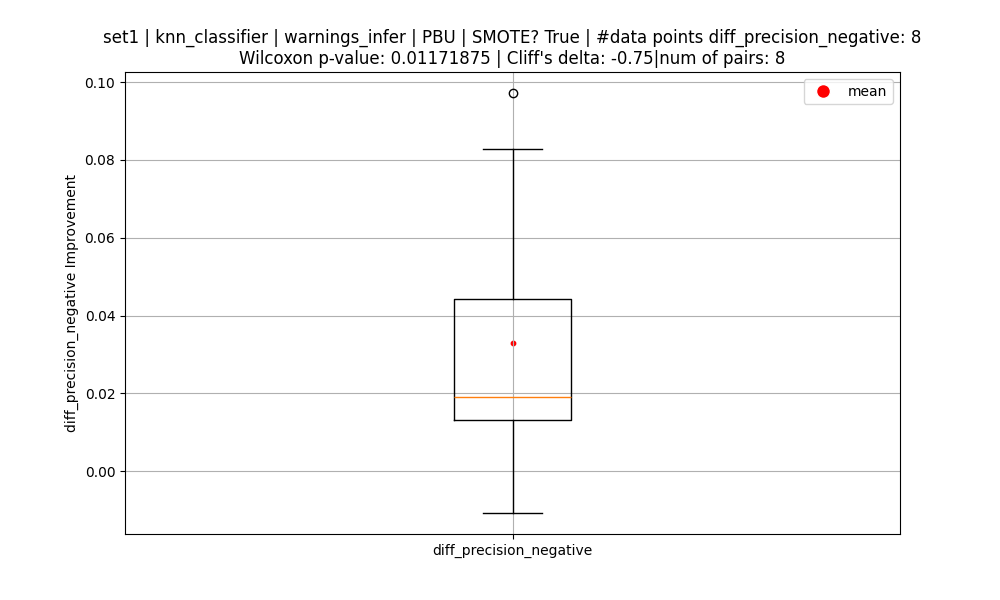 set1 | knn_classifier | warnings_infer | PBU | SMOTE? True | #data points diff_precision_negative: 8
Wilcoxon p-value: 0.01171875 | Cliff's delta: -0.75|num of pairs: 8
mean
0.10
0.08
0.06
0.04
0.02
0.00
diff_precision_negative Improvement
diff_precision_negative